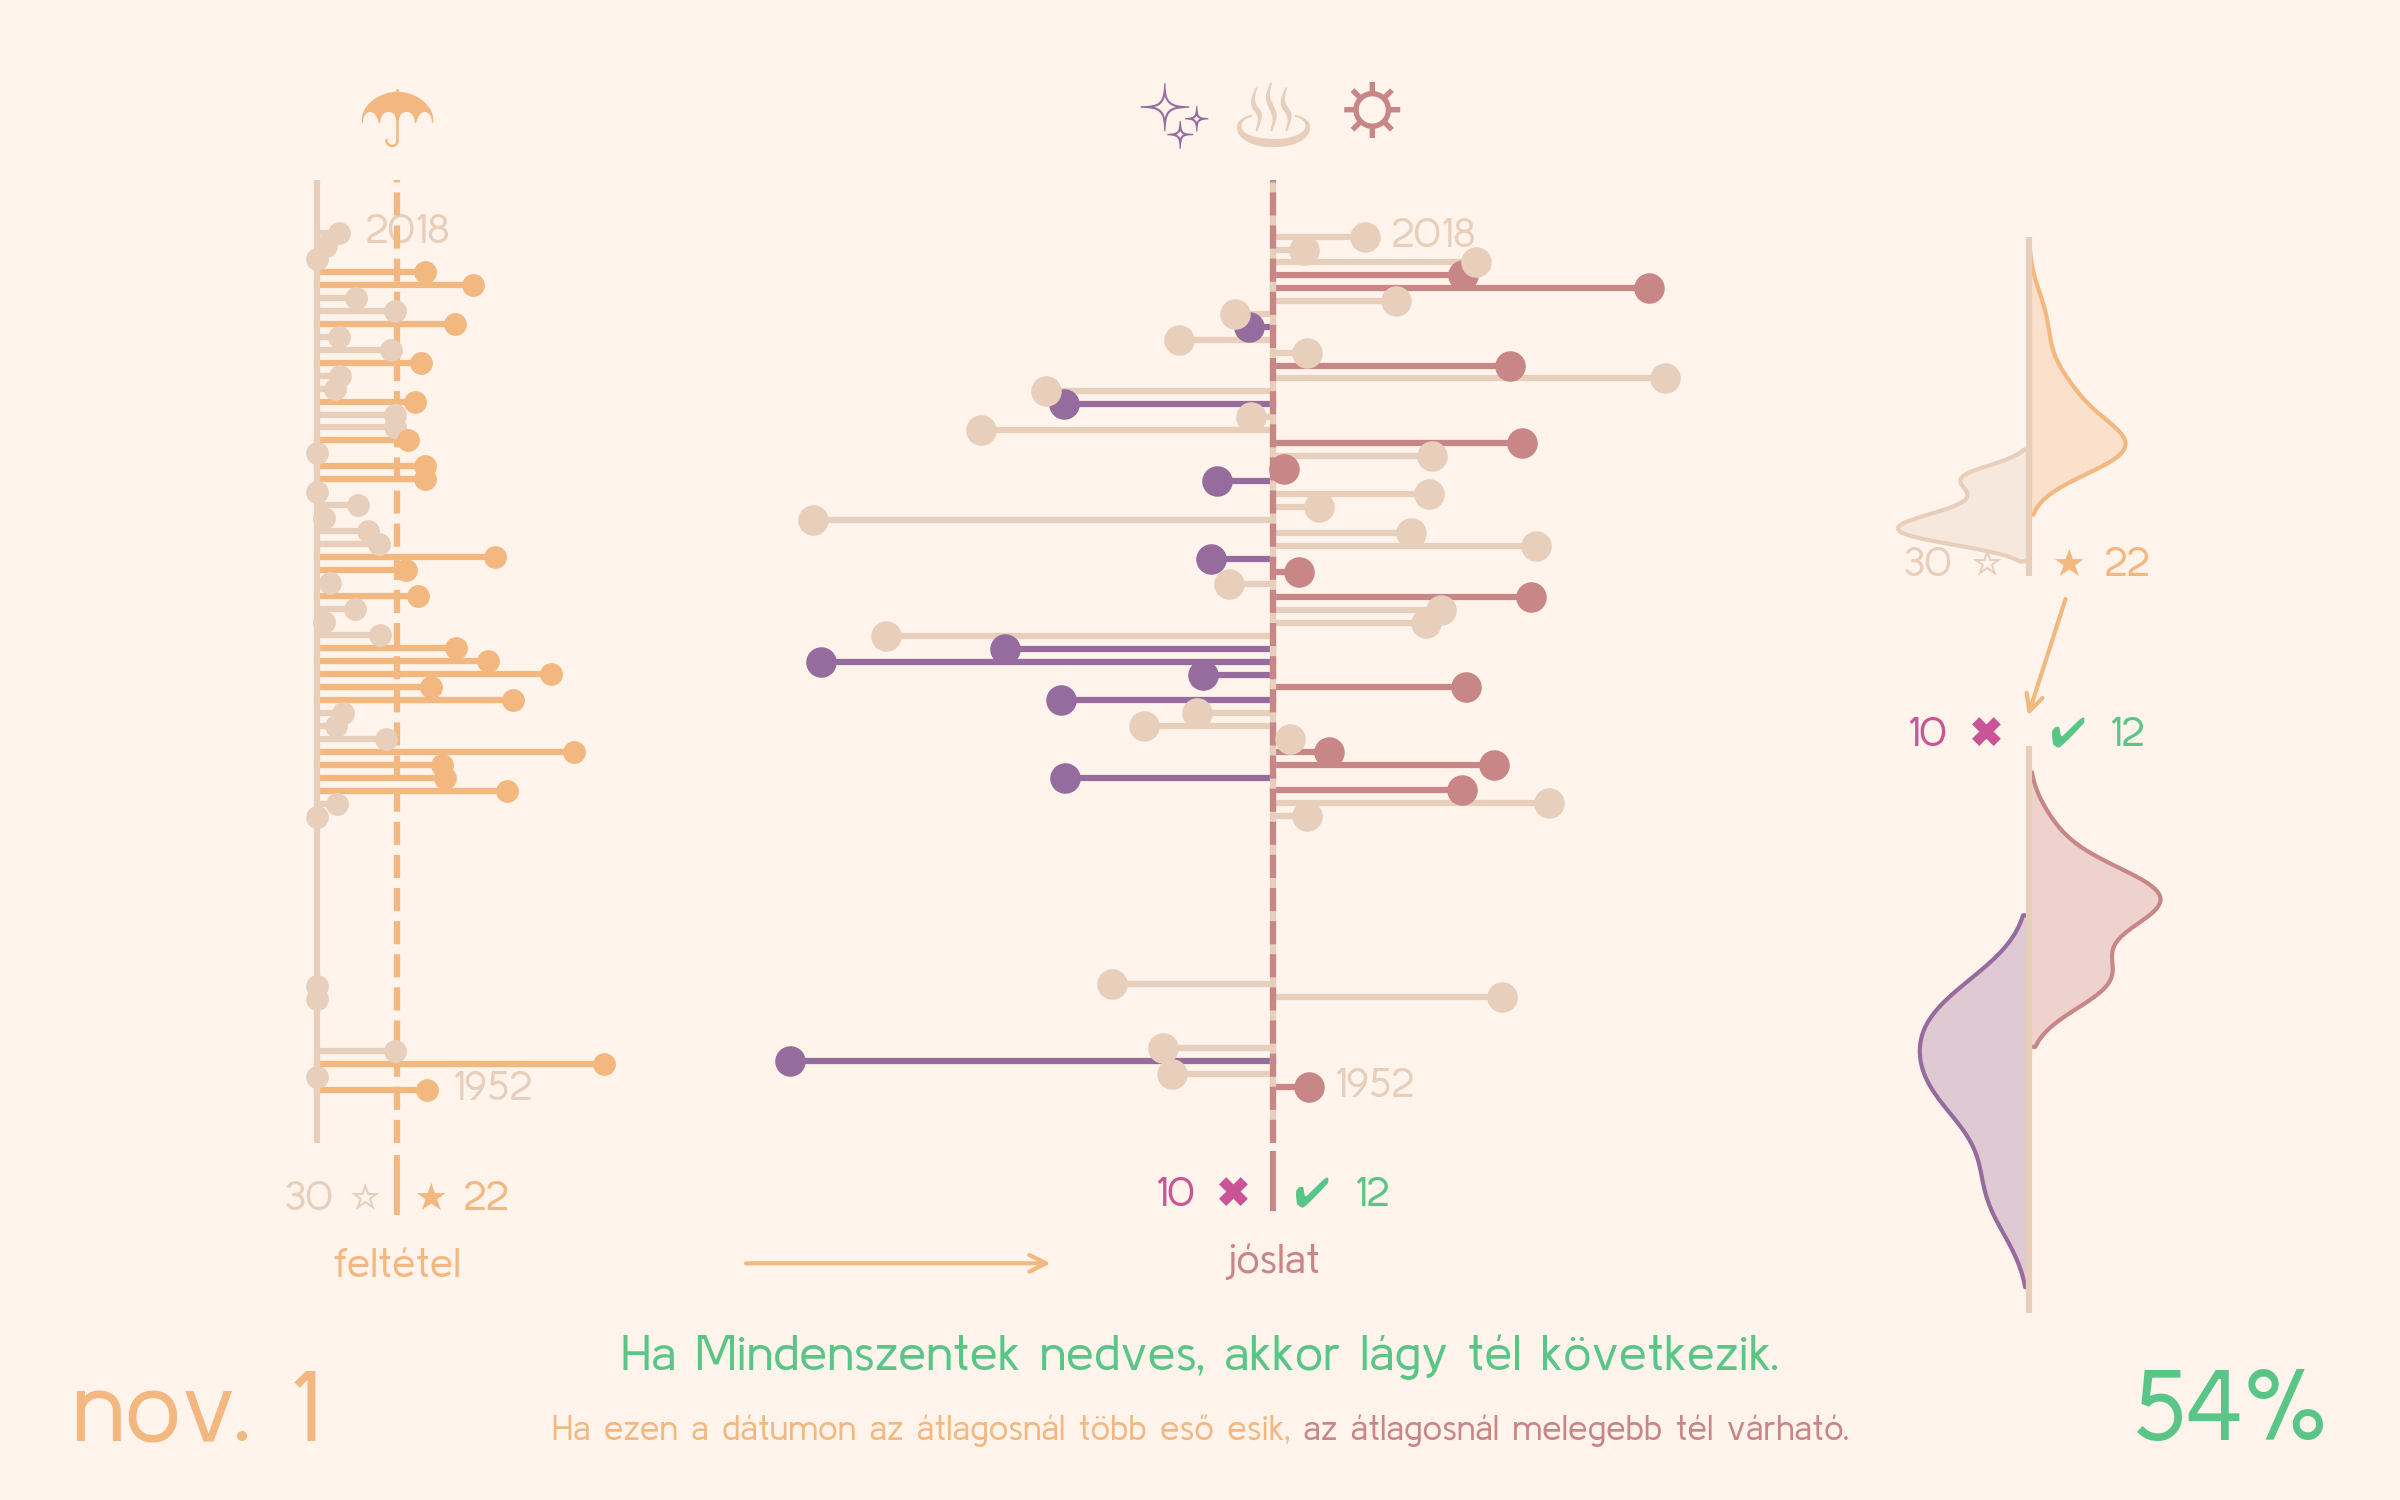 2018
2018
30 ☆ ★ 22
10 ✖ ✔ 12
1952
1952
30 ☆ ★ 22
10 ✖ ✔ 12
feltétel
jóslat
Ha Mindenszentek nedves, akkor lágy tél következik.
nov. 1
54%
Ha ezen a dátumon az átlagosnál több eső esik, az átlagosnál melegebb tél várható.